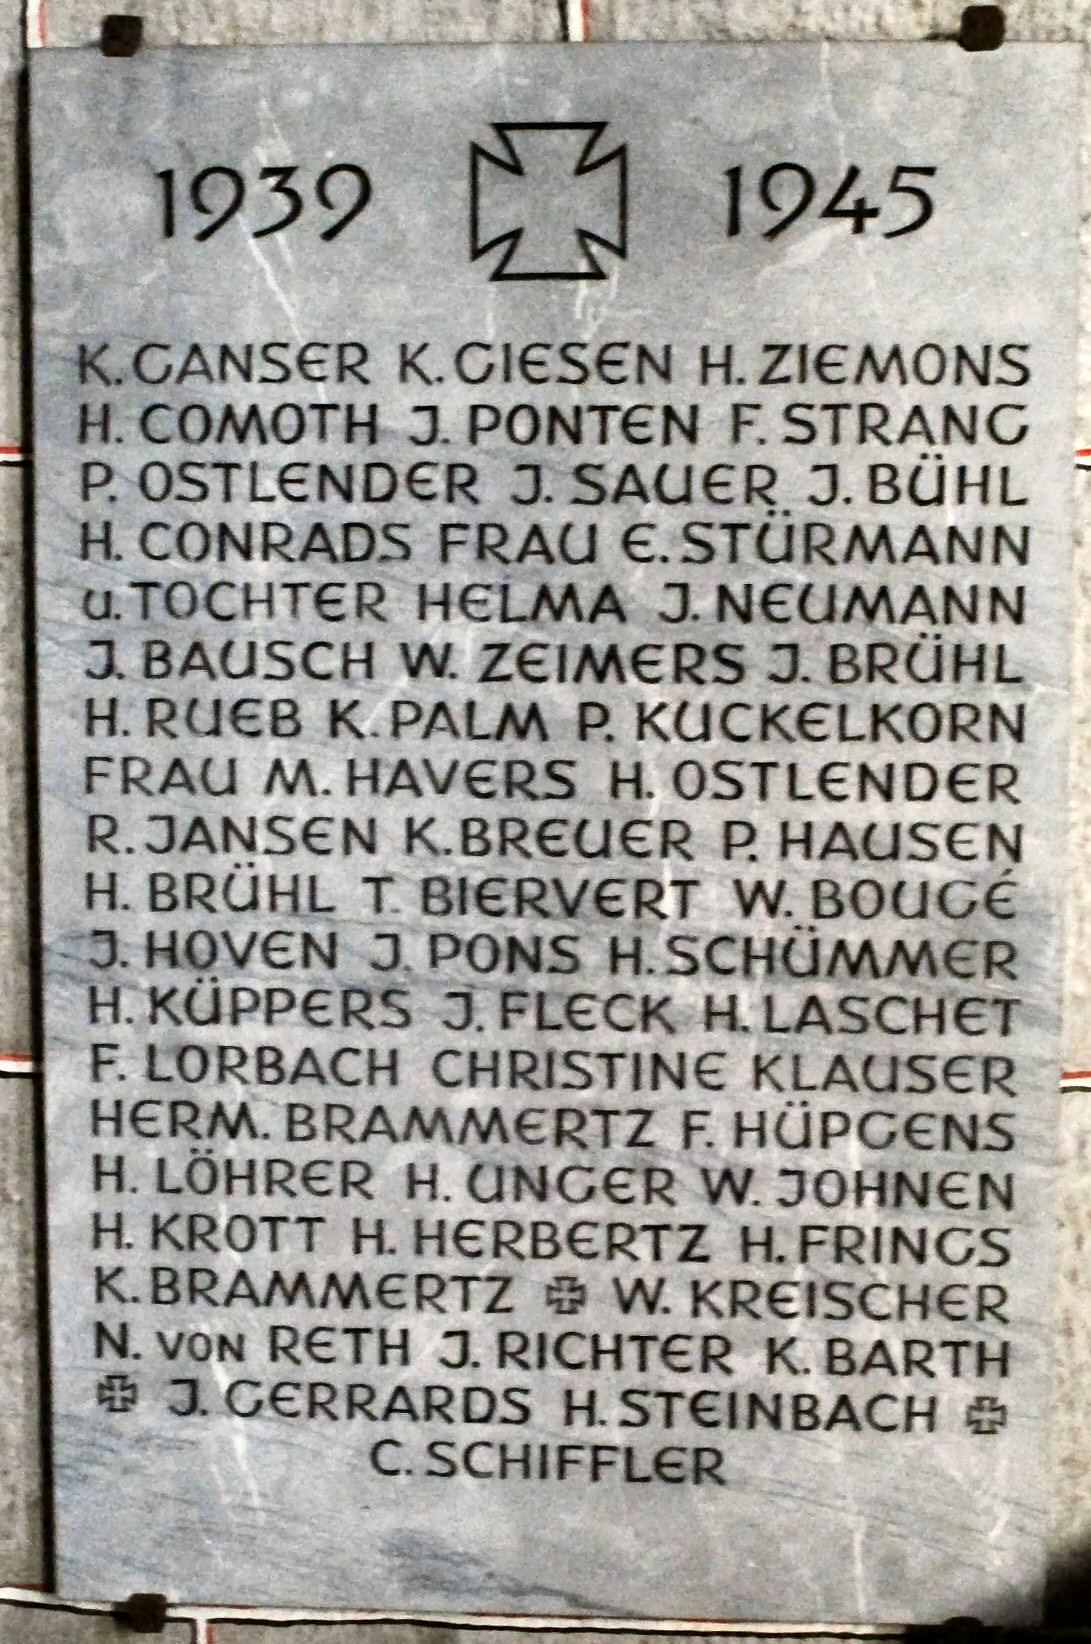 1939 1945
K. GANSER K. GIESEN H. ZIEMONS
H. COMOTH J. PONTEN F. STRANG
P. OSTLENDER J. SAUER J. BÜHL
H. CONRADS FRAU E. STÜRMANN
u. TOCHTER HELMA J. NEUMANN
J. BAUSCH W. ZEIMERS J. BRÜHL
H. RUEB K. PALM P. KUCKELKORN
FRAU M. HAVERS H. OSTLENDER
R. JANSEN K. BREUER P. HAUSEN
H. BRÜHL T. BIERVERT W. BOUGÉ
J. HOVEN J. PONS H. SCHÜMMER
H. KÜPPERS J. FLECK H. LASCHET
F. LORBACH CHRISTINE KLAUSER
HERM. BRAMMERTZ F. HÜPGENS
H. LÖHRER H. UNGER W. JOHNEN
H. KROTT H. HERBERTZ H. FRINGS
K. BRAMMERTZ ✠ W. KREISCHER
N. VON RETH J. RICHTER K. BARTH
✠ J. GERRARDS H. STEINBACH ✠
C. SCHIFFLER